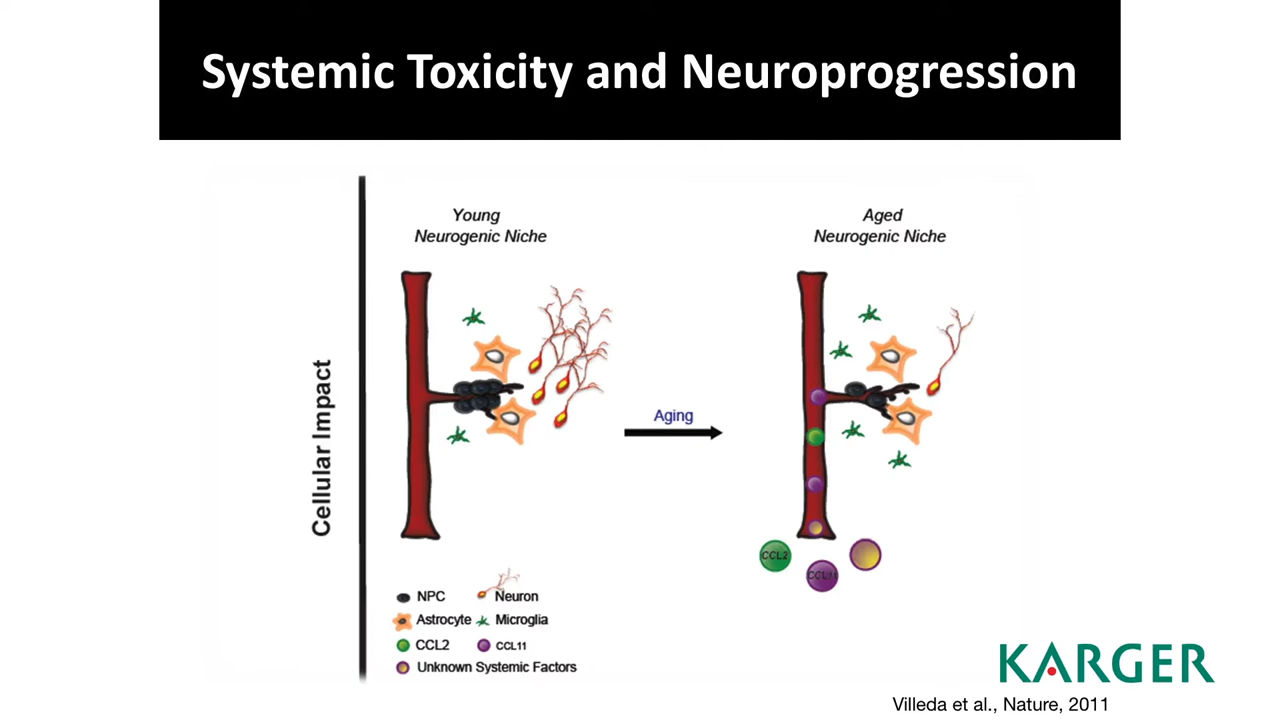 Systemic Toxicity and Neuroprogression
Young
Neurogenic Niche
Aged
Neurogenic Niche
Cellular Impact
Aging
CCL2
CCL11
NPC
Neuron
Astrocyte
Microglia
CCL2
CCL11
Unknown Systemic Factors
KARGER
Villeda et al., Nature, 2011